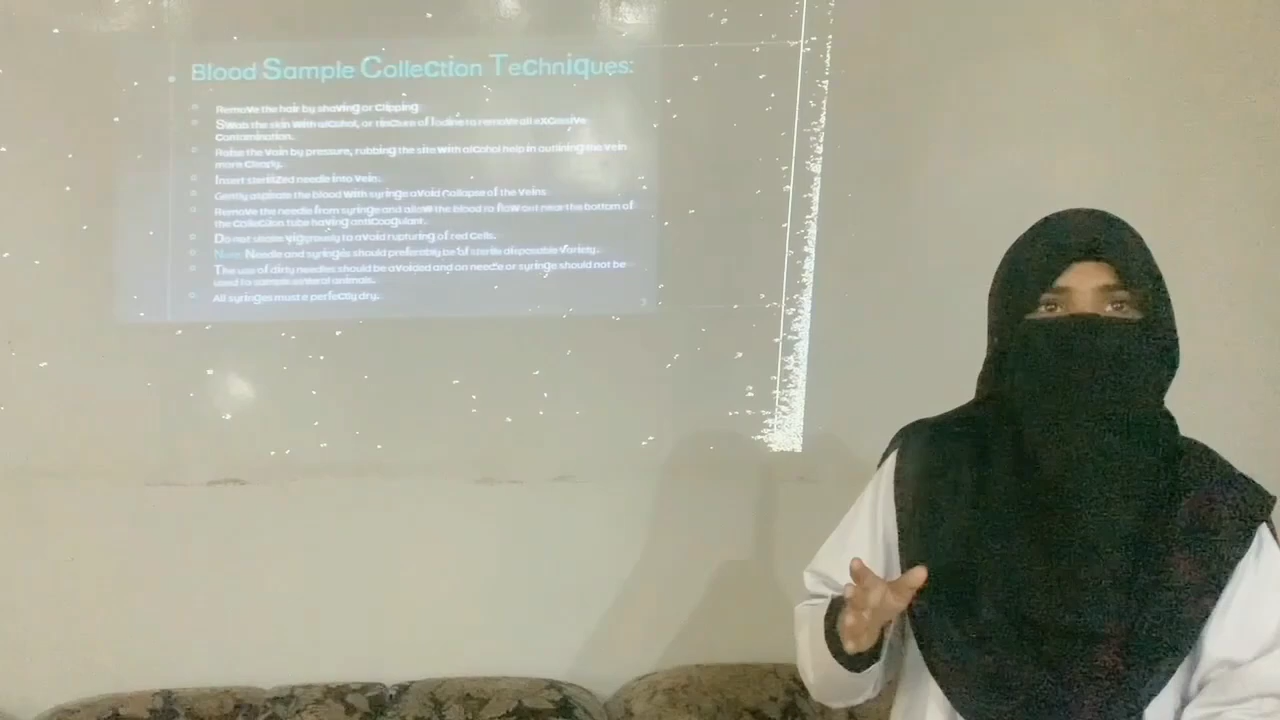 Blood Sample Collection Techniques:
Remove the hair by shaving or Clipping
Swab the skin with alcohol, or tincture of Iodine to remove all excessive
Contamination.
Raise the Vain by pressure, rubbing the site with alcohol help in outlining the Vein
more Clearly.
Insert sterilized needle into Vein.
Gently aspirate the blood with syringe avoid Collapse of the Veins
Remove the needle from syringe and allow the blood to flow out near the bottom of
the Collection tube having antiCoagulant.
Do not shake vigorously to avoid rupturing of red Cells.
Note: Needle and syringes should preferably be of sterile disposable Variety.
The use of dirty needles should be avoided and on needle or syringe should not be
used to sample several animals.
All syringes must e perfectly dry.
3